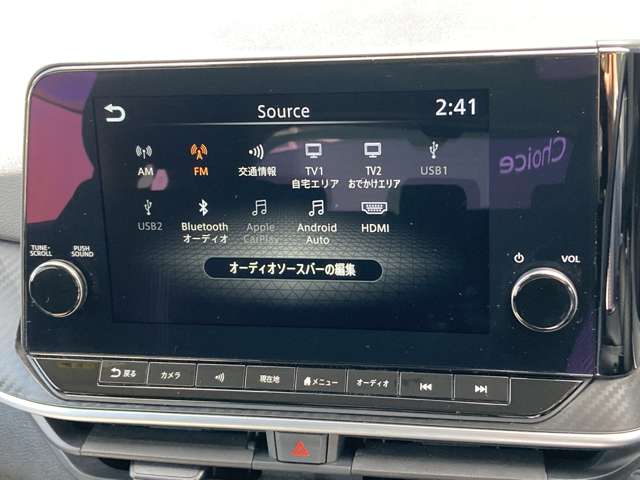 Source
2:41
AM
FM
交通情報
TV1
自宅エリア
TV2
おでかけエリア
USB1
USB2
Bluetooth
オーディオ
Apple
CarPlay
Android
Auto
HDMI
オーディオソースバーの編集
TUNE-
SCROLL
PUSH
SOUND
VOL
戻る
カメラ
現在地
メニュー
オーディオ
Choice